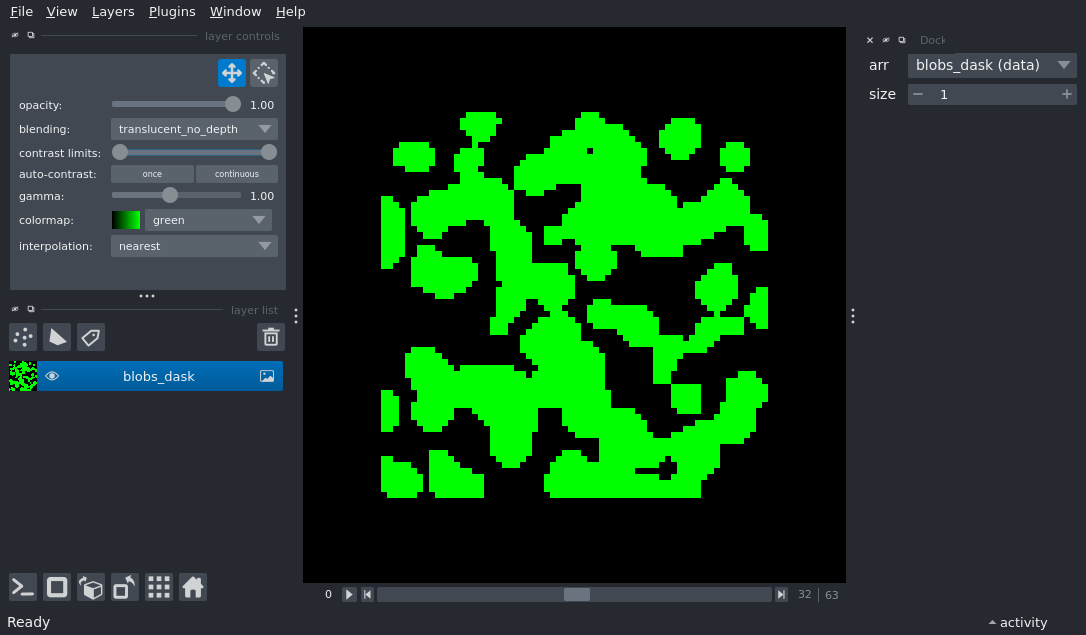 File View Layers Plugins Window Help
layer controls
opacity: 1.00
blending: translucent_no_depth
contrast limits:
auto-contrast: once continuous
gamma: 1.00
colormap: green
interpolation: nearest
layer list
blobs_dask
Dock
arr blobs_dask (data)
size 1
0 32 63
Ready
activity